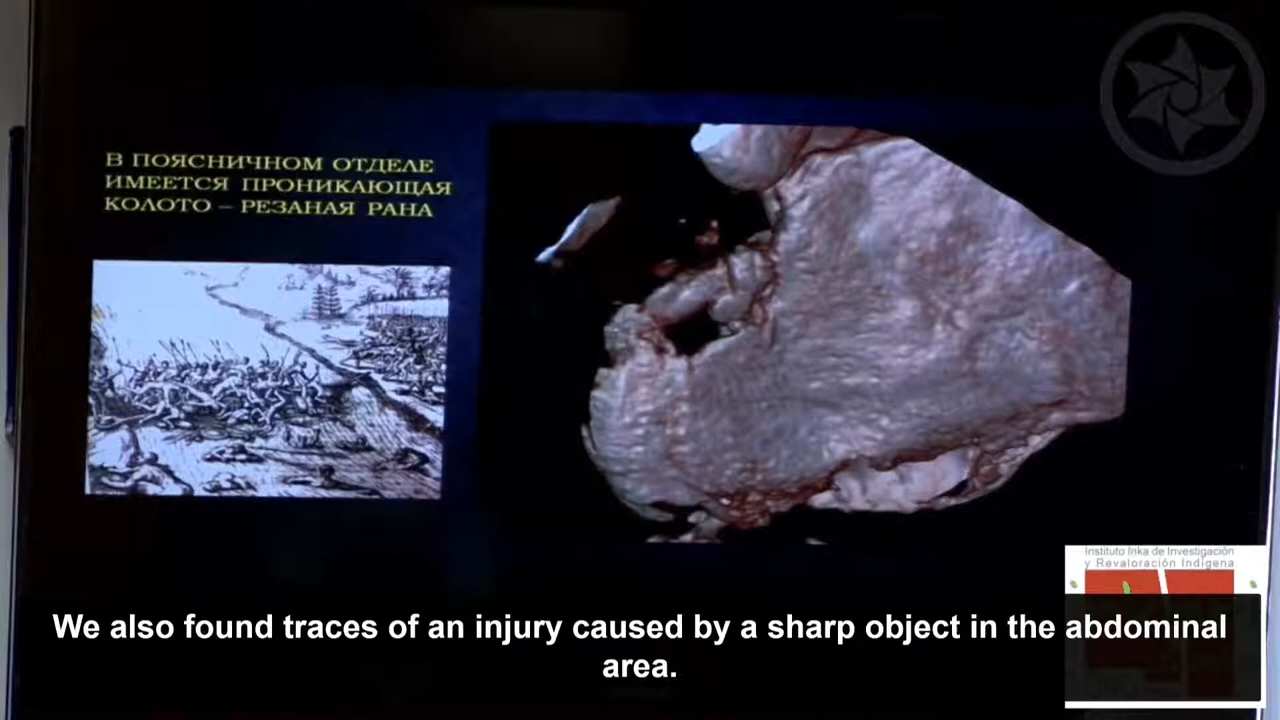 В ПОЯСНИЧНОМ ОТДЕЛЕ
ИМЕЕТСЯ ПРОНИКАЮЩАЯ
КОЛОТО – РЕЗАНАЯ РАНА
Instituto Inka de Investigación
y Revaloración Indígena
We also found traces of an injury caused by a sharp object in the abdominal
area.